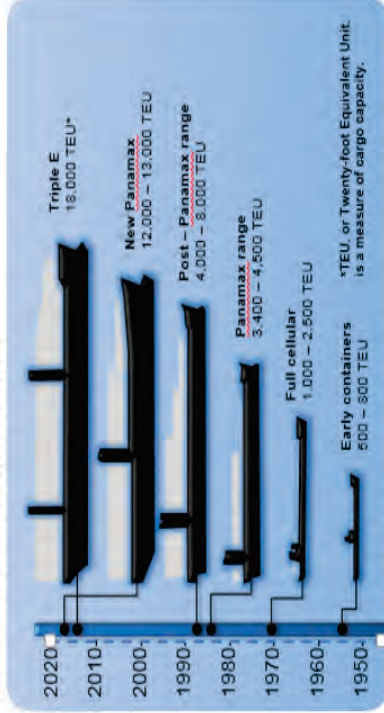 2020
2010
2000
1990
1980
1970
1960
1950
Triple E
18.000 TEU*
New Panamax
12.000 – 13.000 TEU
Post – Panamax range
4.000 – 8.000 TEU
Panamax range
3.400 – 4.500 TEU
Full cellular
1.000 – 2.500 TEU
Early containers
500 – 800 TEU
*TEU, or Twenty-foot Equivalent Unit.
is a measure of cargo capacity.